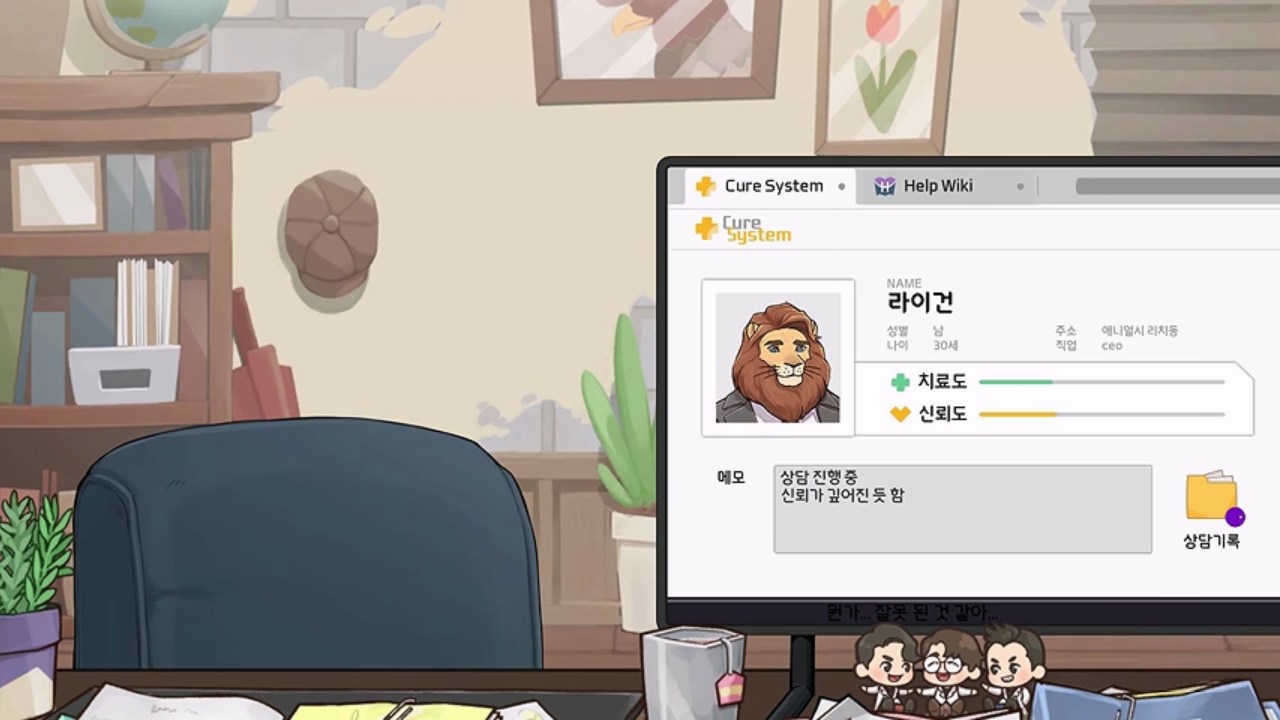 Cure System
Help Wiki
Cure
System
NAME
라이건
성별 남 주소 애니멀시 리치동
나이 30세 직업 ceo
치료도
신뢰도
메모
상담 진행 중
신뢰가 깊어진 듯 함
상담기록
뭔가... 잘못 된 것 같아...